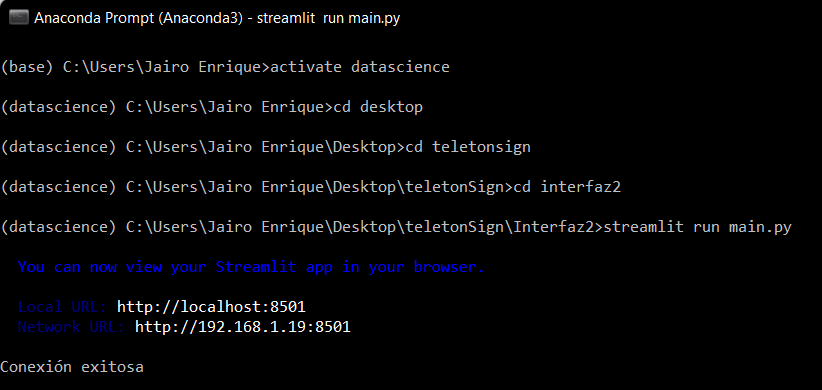 Anaconda Prompt (Anaconda3) - streamlit  run main.py
(base) C:\Users\Jairo Enrique>activate datascience
(datascience) C:\Users\Jairo Enrique>cd desktop
(datascience) C:\Users\Jairo Enrique\Desktop>cd teletonsign
(datascience) C:\Users\Jairo Enrique\Desktop\teletonSign>cd interfaz2
(datascience) C:\Users\Jairo Enrique\Desktop\teletonSign\Interfaz2>streamlit run main.py
You can now view your Streamlit app in your browser.
Local URL: http://localhost:8501
Network URL: http://192.168.1.19:8501
Conexión exitosa